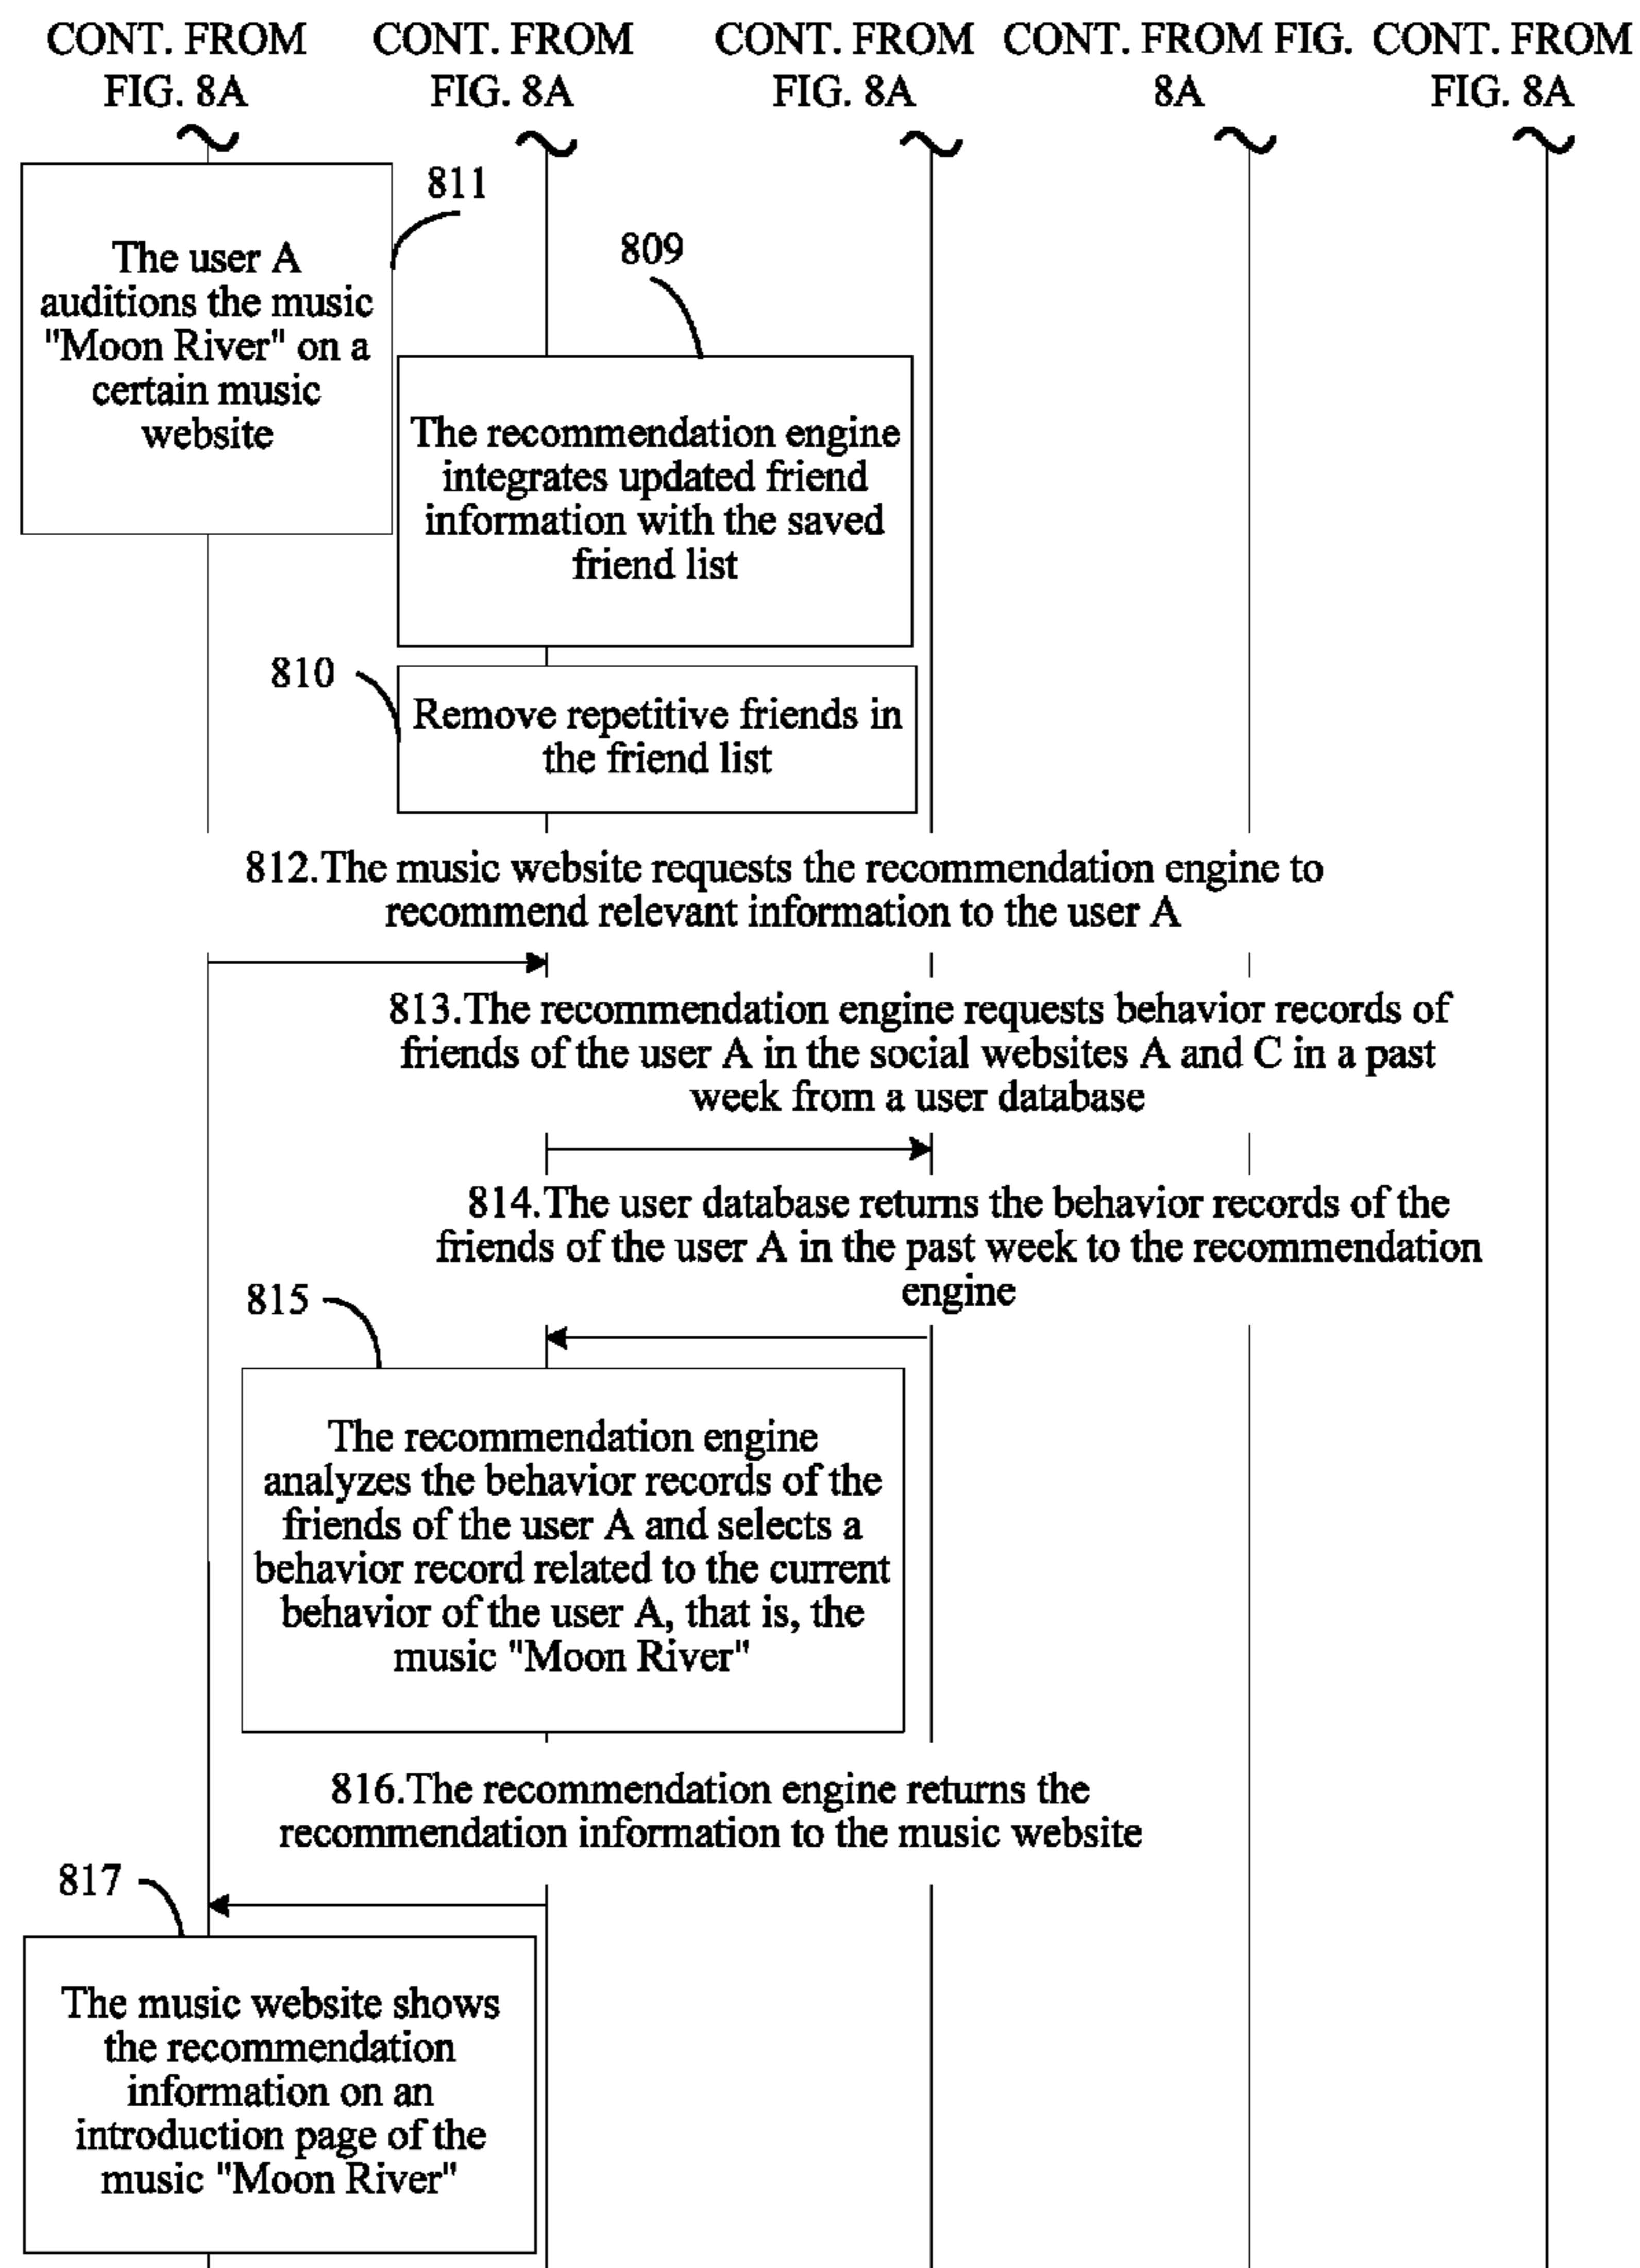 CONT. FROM
FIG. 8A
CONT. FROM
FIG. 8A
CONT. FROM
FIG. 8A
CONT. FROM FIG.
8A
CONT. FROM
FIG. 8A
811
The user A
auditions the music
"Moon River" on a
certain music
website
809
The recommendation engine
integrates updated friend
information with the saved
friend list
810
Remove repetitive friends in
the friend list
812.The music website requests the recommendation engine to
recommend relevant information to the user A
813.The recommendation engine requests behavior records of
friends of the user A in the social websites A and C in a past
week from a user database
814.The user database returns the behavior records of the
friends of the user A in the past week to the recommendation
engine
815
The recommendation engine
analyzes the behavior records of the
friends of the user A and selects a
behavior record related to the current
behavior of the user A, that is, the
music "Moon River"
816.The recommendation engine returns the
recommendation information to the music website
817
The music website shows
the recommendation
information on an
introduction page of the
music "Moon River"